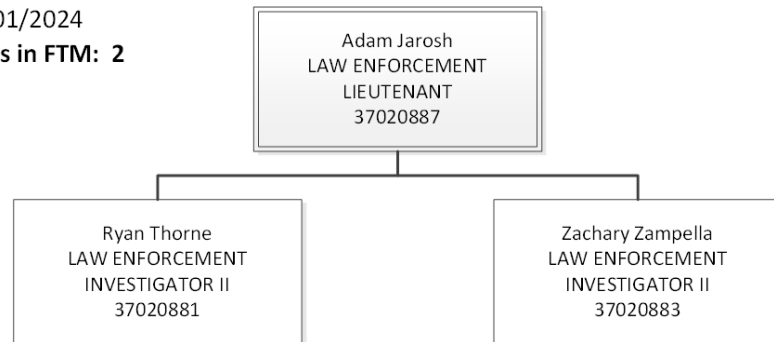 01/2024
s in FTM: 2
Adam Jarosh
LAW ENFORCEMENT
LIEUTENANT
37020887
Ryan Thorne
LAW ENFORCEMENT
INVESTIGATOR II
37020881
Zachary Zampella
LAW ENFORCEMENT
INVESTIGATOR II
37020883